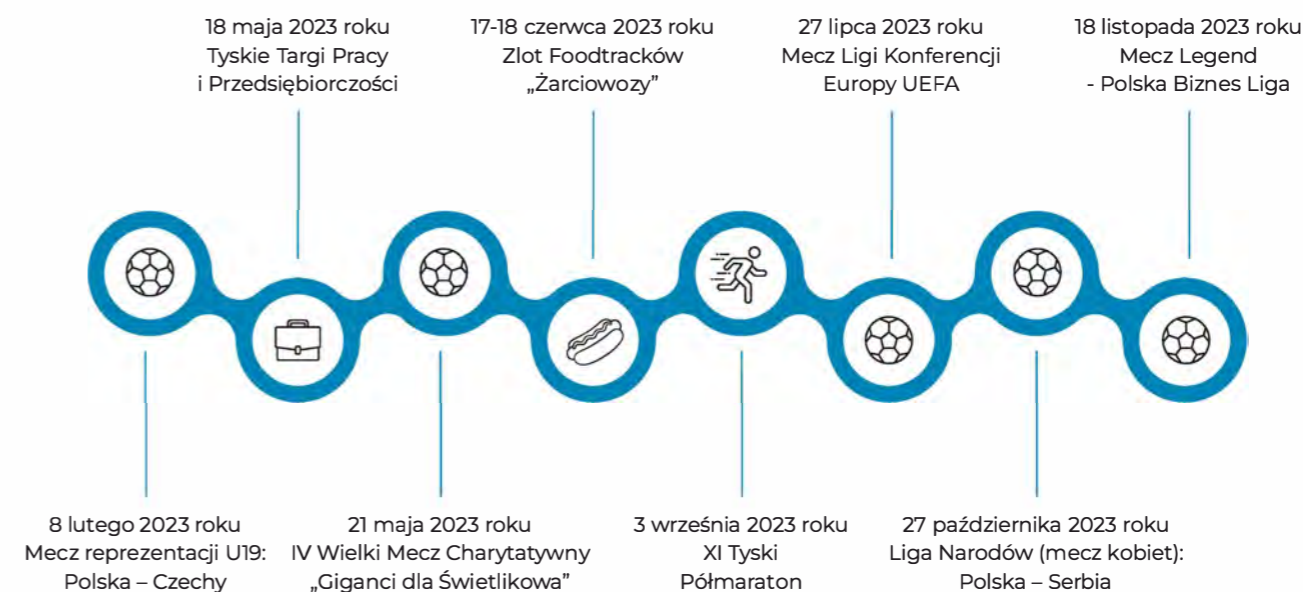 18 maja 2023 roku
Tyskie Targi Pracy
i Przedsiębiorczości
17-18 czerwca 2023 roku
Zlot Foodtracków
„Żarciowozy”
27 lipca 2023 roku
Mecz Ligi Konferencji
Europy UEFA
18 listopada 2023 roku
Mecz Legend
- Polska Biznes Liga
8 lutego 2023 roku
Mecz reprezentacji U19:
Polska – Czechy
21 maja 2023 roku
IV Wielki Mecz Charytatywny
„Giganci dla Świetlikowa”
3 września 2023 roku
XI Tyski
Półmaraton
27 października 2023 roku
Liga Narodów (mecz kobiet):
Polska – Serbia